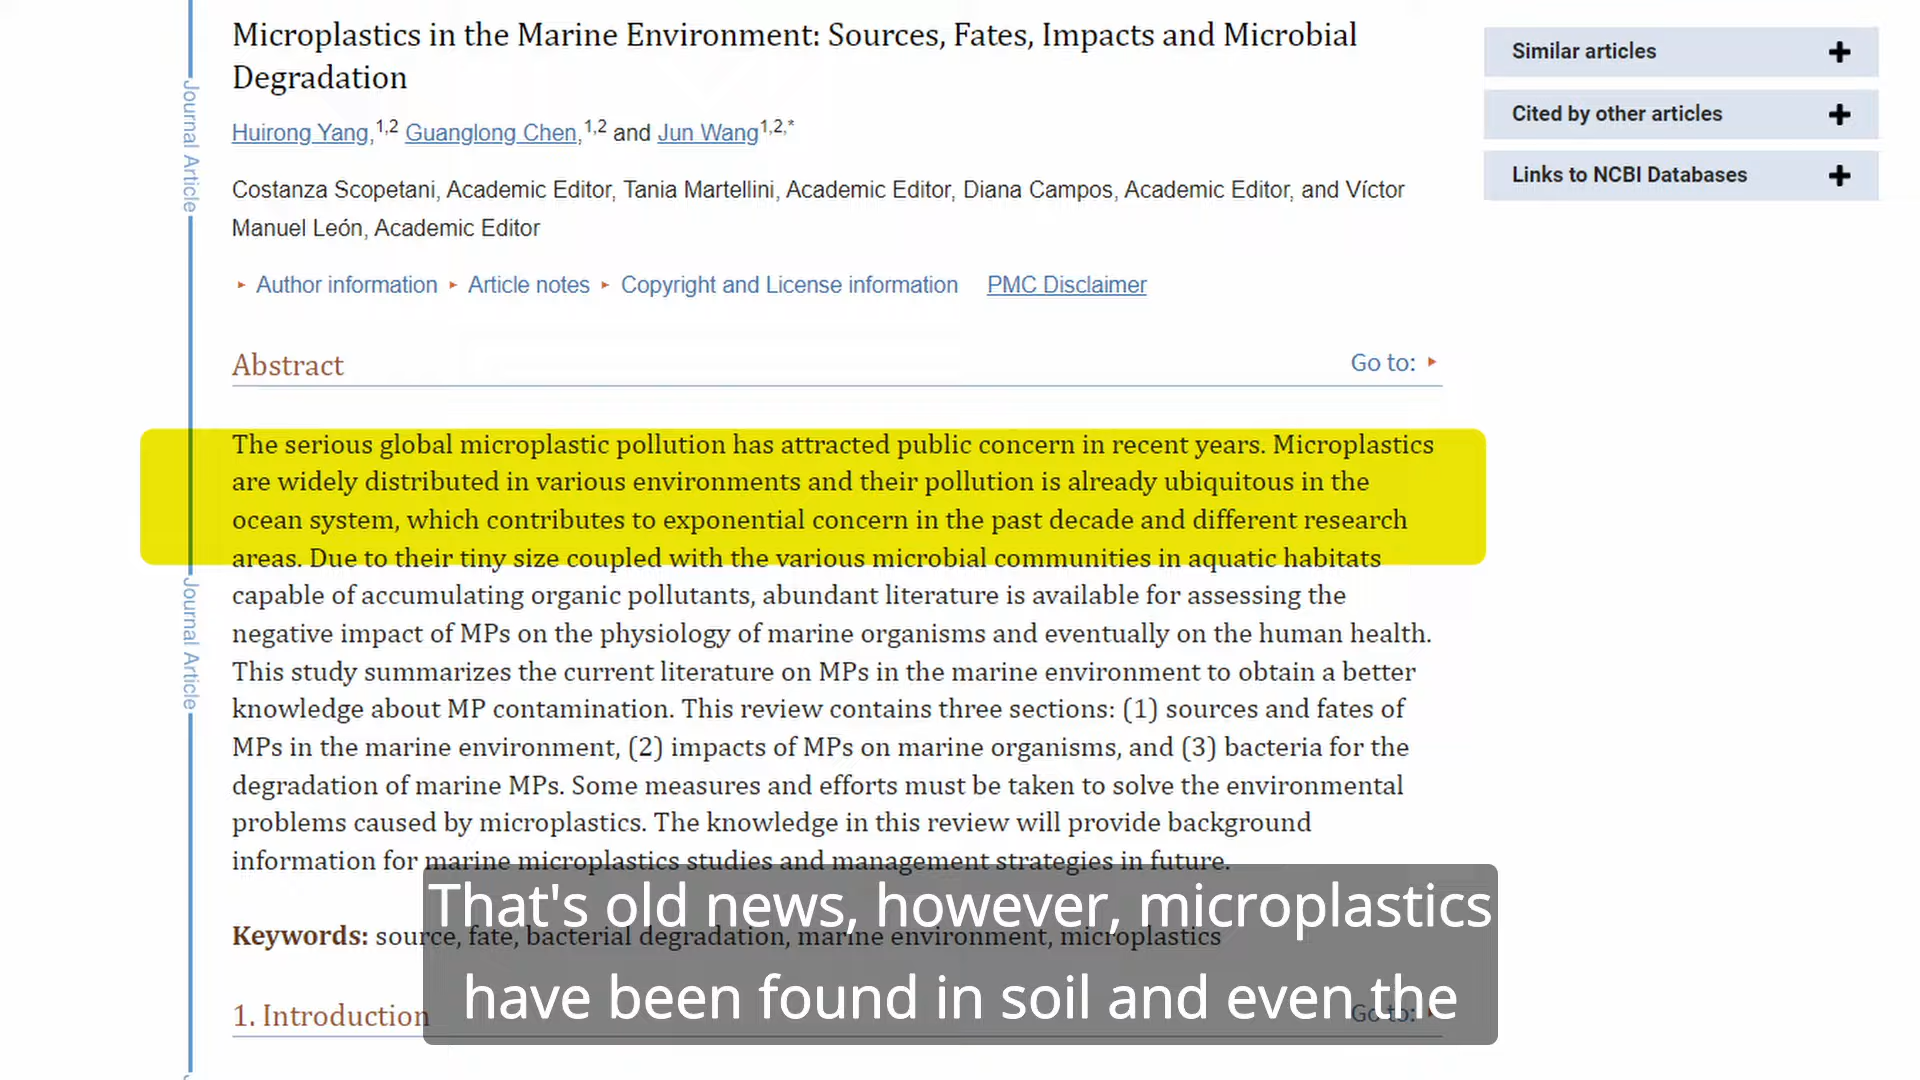 Microplastics in the Marine Environment: Sources, Fates, Impacts and Microbial
Degradation
Huirong Yang,1,2 Guanglong Chen,1,2 and Jun Wang1,2,*
Costanza Scopetani, Academic Editor, Tania Martellini, Academic Editor, Diana Campos, Academic Editor, and Víctor
Manuel León, Academic Editor
Author information Article notes Copyright and License information PMC Disclaimer
Similar articles
Cited by other articles
Links to NCBI Databases
Journal Article
Abstract
Go to:
The serious global microplastic pollution has attracted public concern in recent years. Microplastics
are widely distributed in various environments and their pollution is already ubiquitous in the
ocean system, which contributes to exponential concern in the past decade and different research
areas. Due to their tiny size coupled with the various microbial communities in aquatic habitats
capable of accumulating organic pollutants, abundant literature is available for assessing the
negative impact of MPs on the physiology of marine organisms and eventually on the human health.
This study summarizes the current literature on MPs in the marine environment to obtain a better
knowledge about MP contamination. This review contains three sections: (1) sources and fates of
MPs in the marine environment, (2) impacts of MPs on marine organisms, and (3) bacteria for the
degradation of marine MPs. Some measures and efforts must be taken to solve the environmental
problems caused by microplastics. The knowledge in this review will provide background
information for marine microplastics studies and management strategies in future.
Journal Article
Keywords: source, fate, bacterial degradation, marine environment, microplastics
1. Introduction
Go to:
That's old news, however, microplastics
have been found in soil and even the